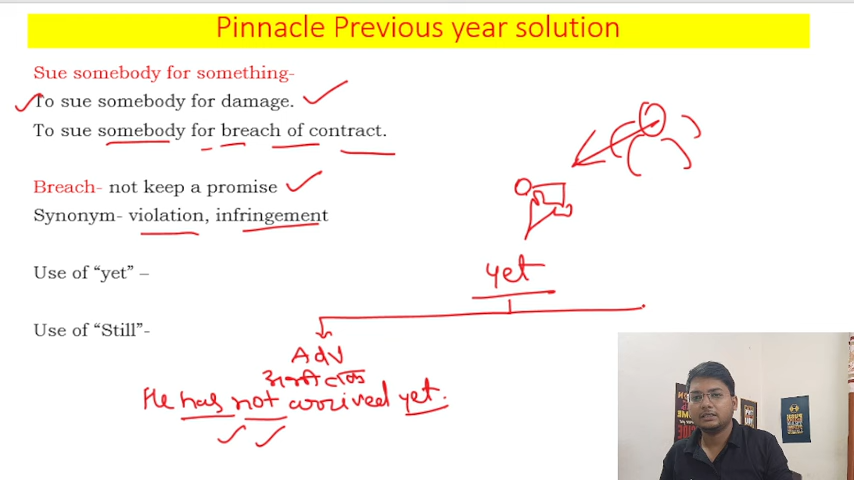 Pinnacle Previous year solution
Sue somebody for something-
To sue somebody for damage.
To sue somebody for breach of contract.
Breach- not keep a promise
Synonym- violation, infringement
Use of “yet” –
yet
Use of “Still”-
Adv
He has not arrived yet.